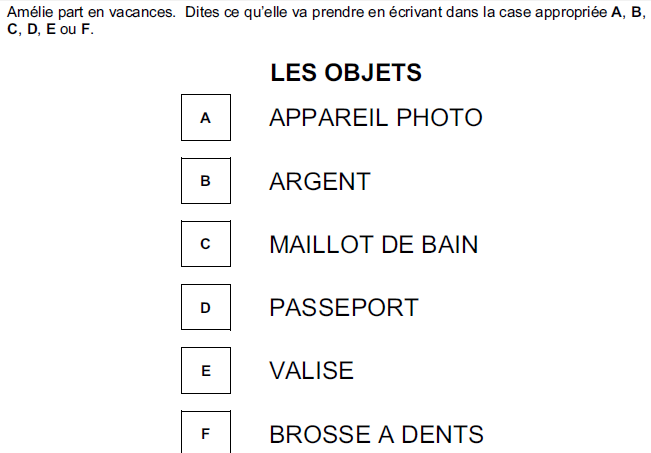 Amélie part en vacances. Dites ce qu'elle va prendre en écrivant dans la case appropriée A, B,
C, D, E ou F.
LES OBJETS
A APPAREIL PHOTO
B ARGENT
C MAILLOT DE BAIN
D PASSEPORT
E VALISE
F BROSSE A DENTS